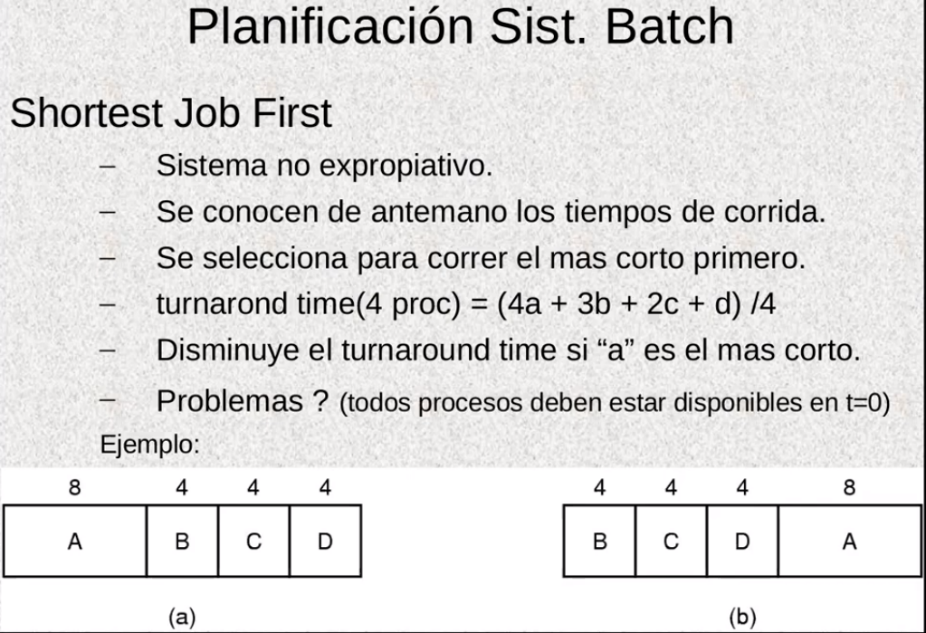 Planificación Sist. Batch
Shortest Job First
– Sistema no expropiativo.
– Se conocen de antemano los tiempos de corrida.
– Se selecciona para correr el mas corto primero.
– turnarond time(4 proc) = (4a + 3b + 2c + d) /4
– Disminuye el turnaround time si “a” es el mas corto.
– Problemas ? (todos procesos deben estar disponibles en t=0)
Ejemplo:
8 4 4 4
A B C D
(a)
4 4 4 8
B C D A
(b)